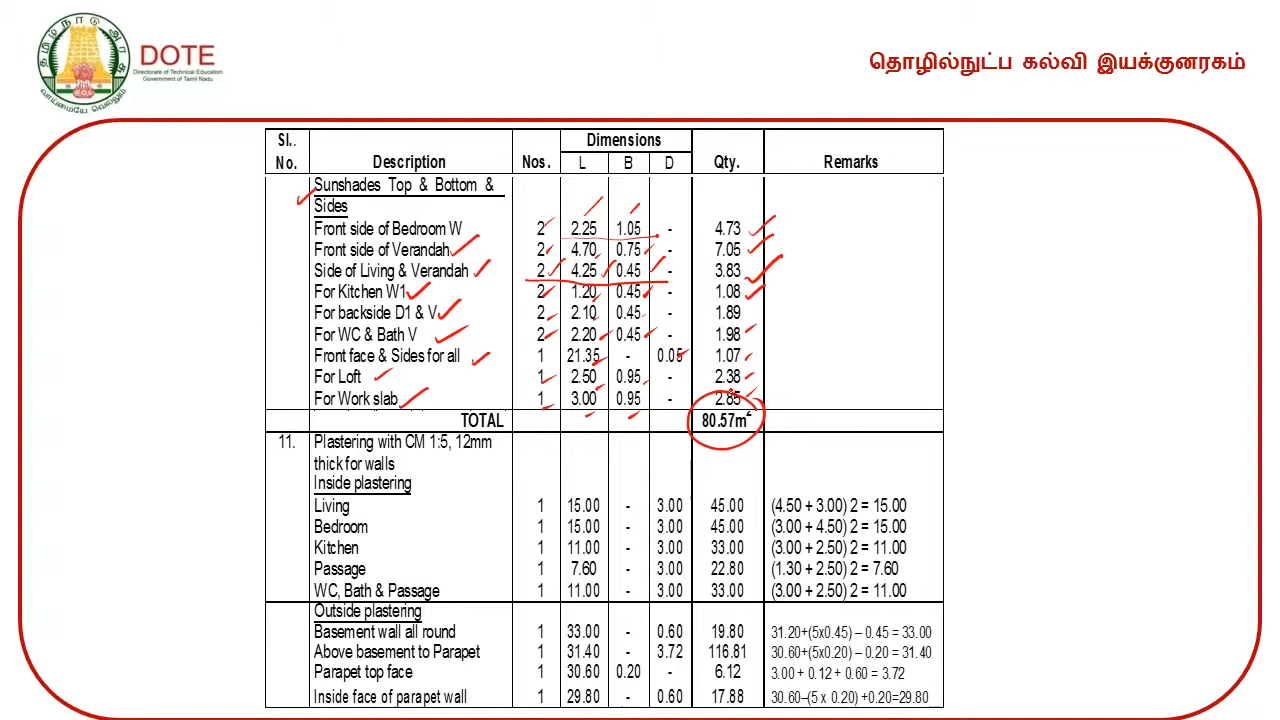 தமிழ்நாடு அரசு
வாய்மையே வெல்லும்
DOTE
Directorate of Technical Education
Government of Tamil Nadu
தொழில்நுட்ப கல்வி இயக்குனரகம்
Sl.. No. Description Nos. Dimensions L B D Qty. Remarks
Sunshades Top & Bottom &
Sides
Front side of Bedroom W 2 2.25 1.05 - 4.73
Front side of Verandah 2 4.70 0.75 - 7.05
Side of Living & Verandah 2 4.25 0.45 - 3.83
For Kitchen W1 2 1.20 0.45 - 1.08
For backside D1 & V 2 2.10 0.45 - 1.89
For WC & Bath V 2 2.20 0.45 - 1.98
Front face & Sides for all 1 21.35 - 0.05 1.07
For Loft 1 2.50 0.95 - 2.38
For Work slab 1 3.00 0.95 - 2.85
TOTAL 80.57m²
11. Plastering with CM 1:5, 12mm
thick for walls
Inside plastering
Living 1 15.00 - 3.00 45.00 (4.50 + 3.00) 2 = 15.00
Bedroom 1 15.00 - 3.00 45.00 (3.00 + 4.50) 2 = 15.00
Kitchen 1 11.00 - 3.00 33.00 (3.00 + 2.50) 2 = 11.00
Passage 1 7.60 - 3.00 22.80 (1.30 + 2.50) 2 = 7.60
WC, Bath & Passage 1 11.00 - 3.00 33.00 (3.00 + 2.50) 2 = 11.00
Outside plastering
Basement wall all round 1 33.00 - 0.60 19.80 31.20+(5x0.45) – 0.45 = 33.00
Above basement to Parapet 1 31.40 - 3.72 116.81 30.60+(5x0.20) – 0.20 = 31.40
Parapet top face 1 30.60 0.20 - 6.12 3.00 + 0.12 + 0.60 = 3.72
Inside face of parapet wall 1 29.80 - 0.60 17.88 30.60–(5 x 0.20) +0.20=29.80